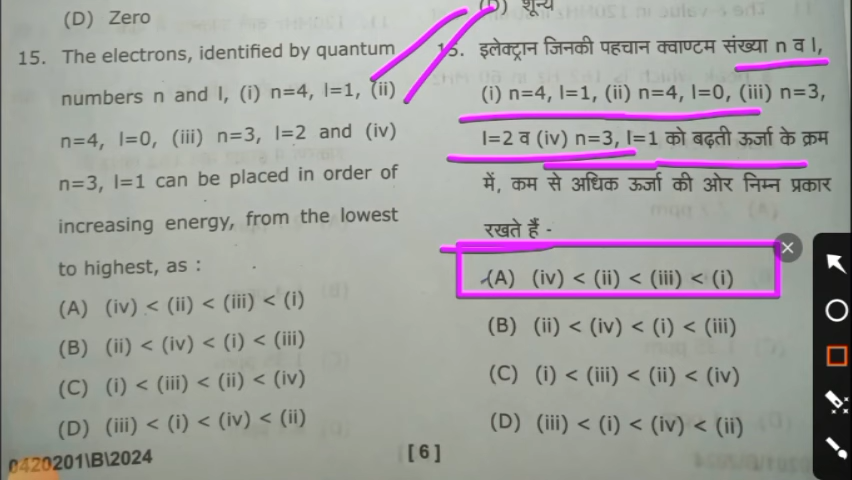 (D) Zero
15. The electrons, identified by quantum
numbers n and l, (i) n=4, l=1, (ii)
n=4, l=0, (iii) n=3, l=2 and (iv)
n=3, l=1 can be placed in order of
increasing energy, from the lowest
to highest, as :
(A) (iv) < (ii) < (iii) < (i)
(B) (ii) < (iv) < (i) < (iii)
(C) (i) < (iii) < (ii) < (iv)
(D) (iii) < (i) < (iv) < (ii)
(D) शून्य
15. इलेक्ट्रान जिनकी पहचान क्वाण्टम संख्या n व l,
(i) n=4, l=1, (ii) n=4, l=0, (iii) n=3,
l=2 व (iv) n=3, l=1 को बढ़ती ऊर्जा के क्रम
में, कम से अधिक ऊर्जा की ओर निम्न प्रकार
रखते हैं -
(A) (iv) < (ii) < (iii) < (i)
(B) (ii) < (iv) < (i) < (iii)
(C) (i) < (iii) < (ii) < (iv)
(D) (iii) < (i) < (iv) < (ii)
0420201\B\2024
[ 6 ]